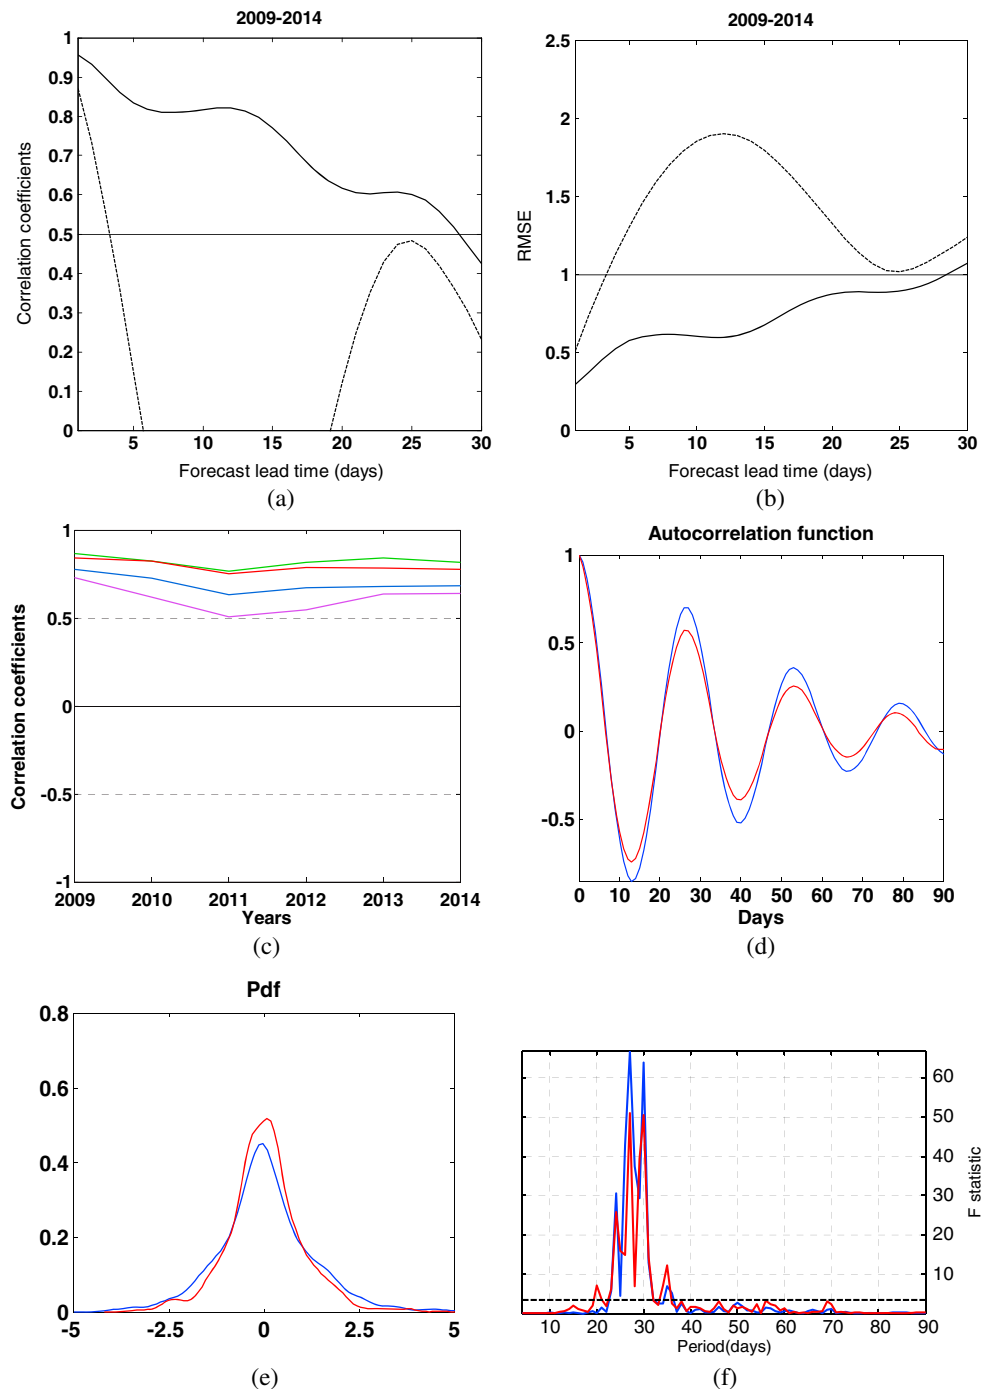 2009-2014
1
0.9
0.8
0.7
0.6
0.5
0.4
0.3
0.2
0.1
0
Correlation coefficients
5 10 15 20 25 30
Forecast lead time (days)
(a)
2009-2014
2.5
2
1.5
1
0.5
0
RMSE
5 10 15 20 25 30
Forecast lead time (days)
(b)
1
0.5
0
-0.5
-1
Correlation coefficients
2009 2010 2011 2012 2013 2014
Years
(c)
Autocorrelation function
1
0.5
0
-0.5
0 10 20 30 40 50 60 70 80 90
Days
(d)
Pdf
0.8
0.6
0.4
0.2
0
-5 -2.5 0 2.5 5
(e)
60
50
40
30
20
10
F statistic
10 20 30 40 50 60 70 80 90
Period(days)
(f)